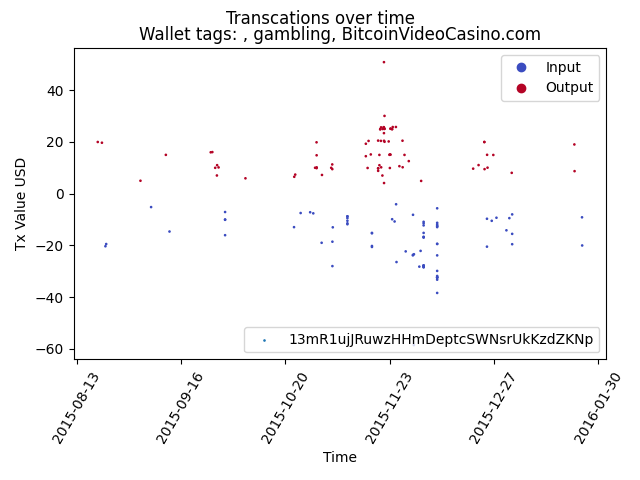 Transcations over time
Wallet tags: , gambling, BitcoinVideoCasino.com
Input
Output
40
20
0
−20
−40
−60
Tx Value USD
13mR1ujJRuwzHHmDeptcSWNsrUkKzdZKNp
2015-08-13
2015-09-16
2015-10-20
2015-11-23
2015-12-27
2016-01-30
Time